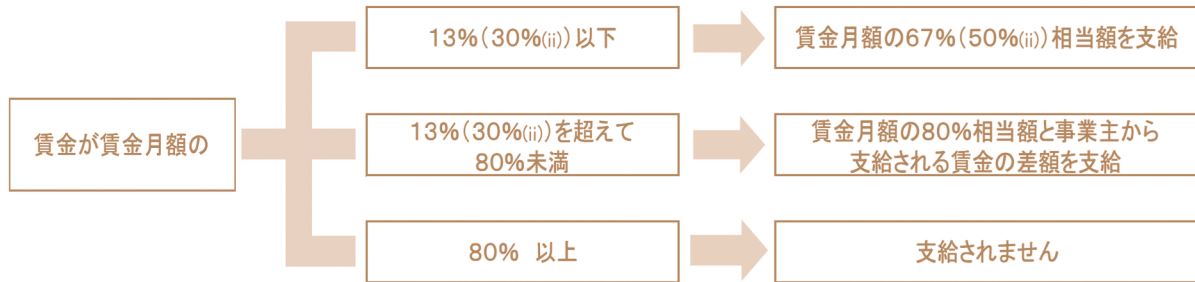 賃金が賃金月額の
13%(30%(ii))以下
賃金月額の67%(50%(ii))相当額を支給
13%(30%(ii))を超えて
80%未満
賃金月額の80%相当額と事業主から
支給される賃金の差額を支給
80% 以上
支給されません